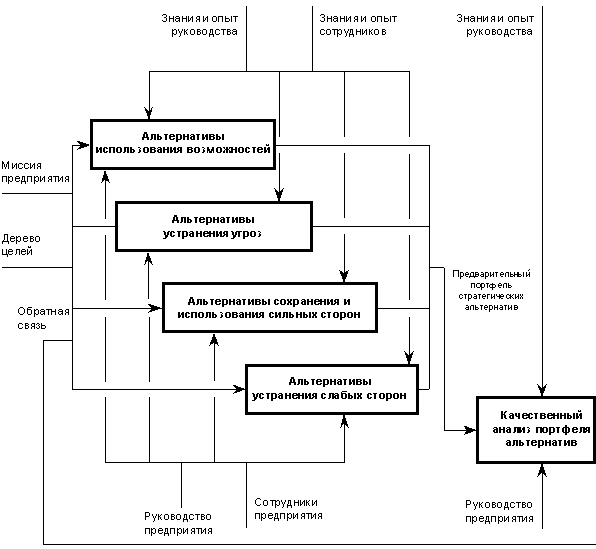 Знания и опыт
руководства
Знания и опыт
сотрудников
Знания и опыт
руководства
Альтернативы
использования возможностей
Миссия
предприятия
Альтернативы
устранения угроз
Дерево
целей
Предварительный
портфель
стратегических
альтернатив
Альтернативы сохранения и
использования сильных сторон
Обратная
связь
Альтернативы
устранения слабых сторон
Качественный
анализ портфеля
альтернатив
Руководство
предприятия
Сотрудники
предприятия
Руководство
предприятия